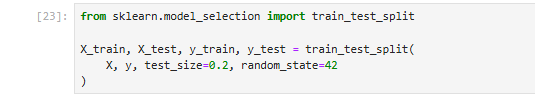 [23]: from sklearn.model_selection import train_test_split
X_train, X_test, y_train, y_test = train_test_split(
X, y, test_size=0.2, random_state=42
)